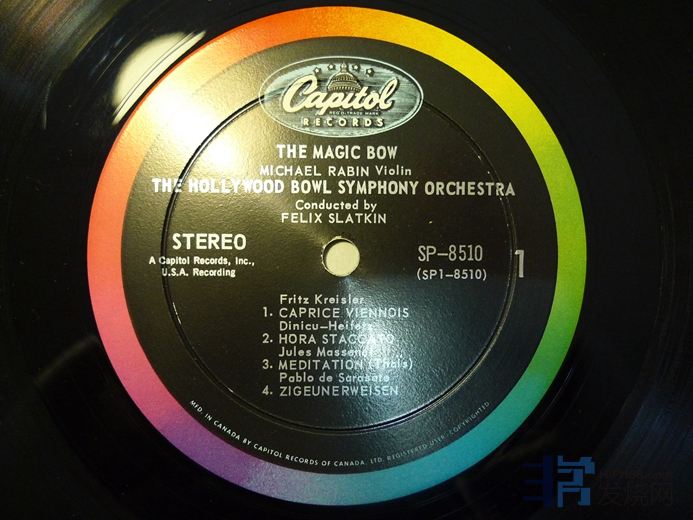 Capitol
REG'D. TRADE MARK
RECORDS
THE MAGIC BOW
MICHAEL RABIN Violin
THE HOLLYWOOD BOWL SYMPHONY ORCHESTRA
Conducted by
FELIX SLATKIN
STEREO
A Capitol Records, Inc.,
U.S.A. Recording
SP-8510
(SP1-8510)
1
Fritz Kreisler
1. CAPRICE VIENNOIS
Dinicu-Heifetz
2. HORA STACCATO
Jules Massenet
3. MEDITATION (Thais)
Pablo de Sarasate
4. ZIGEUNERWEISEN
MFD. IN CANADA BY CAPITOL RECORDS OF CANADA, LTD. REGISTERED USER. COPYRIGHTED
发烧网